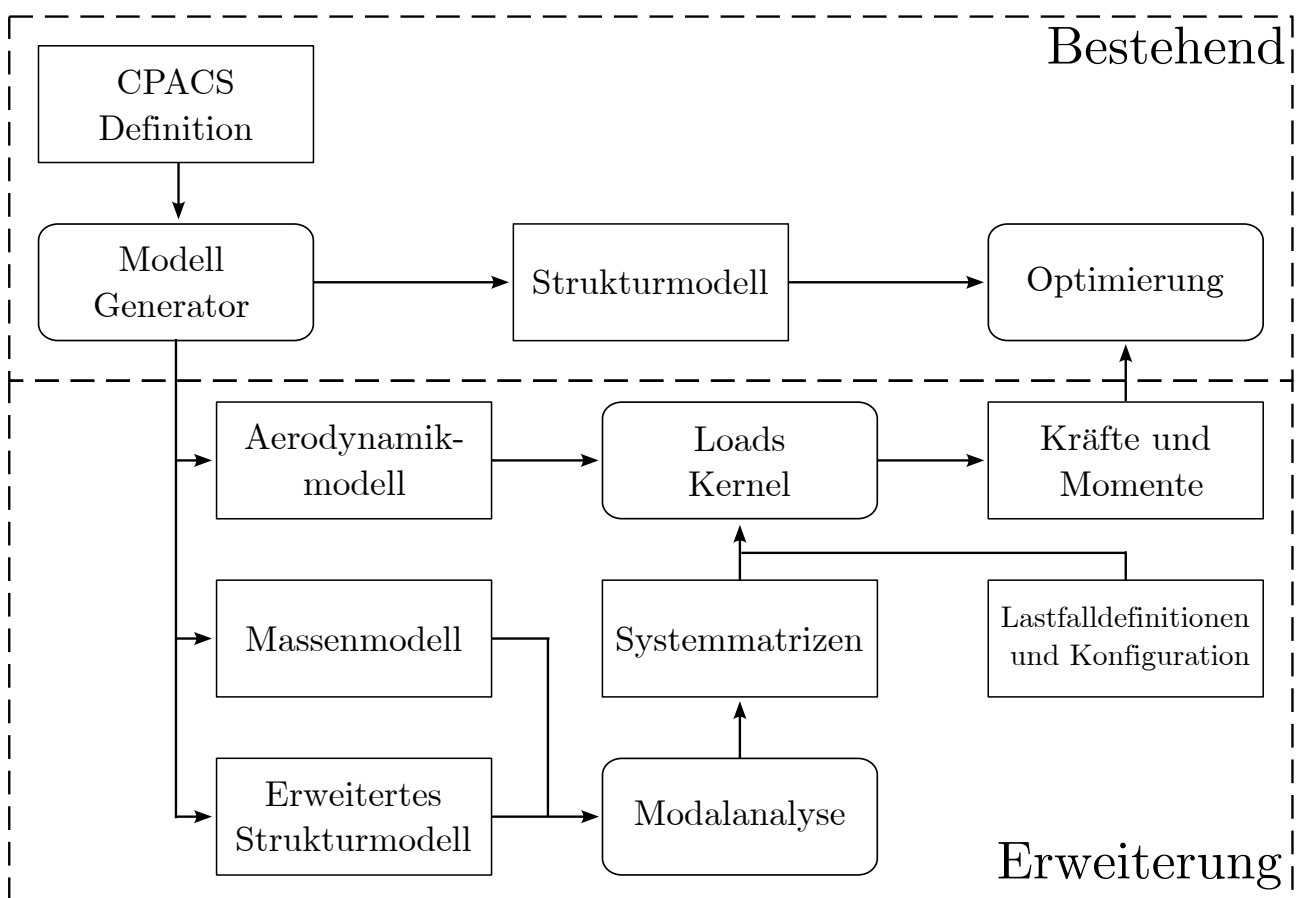 Bestehend
CPACS
Definition
Modell
Generator
Strukturmodell
Optimierung
Aerodynamik-
modell
Loads
Kernel
Kräfte und
Momente
Massenmodell
Systemmatrizen
Lastfalldefinitionen
und Konfiguration
Erweitertes
Strukturmodell
Modalanalyse
Erweiterung